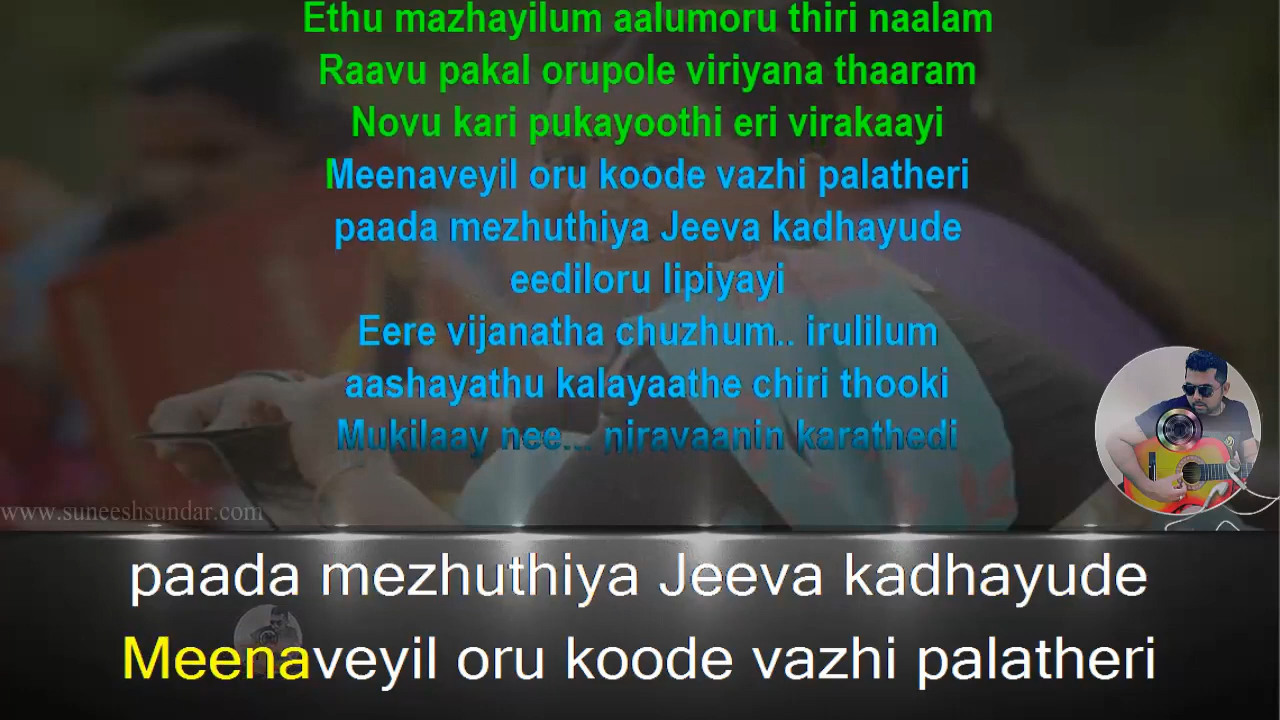 Ethu mazhayilum aalumoru thiri naalam
Raavu pakal orupole viriyana thaaram
Novu kari pukayoothi eri virakaayi
Meenaveyil oru koode vazhi palatheri
paada mezhuthiya Jeeva kadhayude
eediloru lipiyayi
Eere vijanatha chuzhum.. irulilum
aashayathu kalayaathe chiri thooki
Mukilaay nee... niravaanin karathedi
www.suneeshsundar.com
paada mezhuthiya Jeeva kadhayude
Meenaveyil oru koode vazhi palatheri